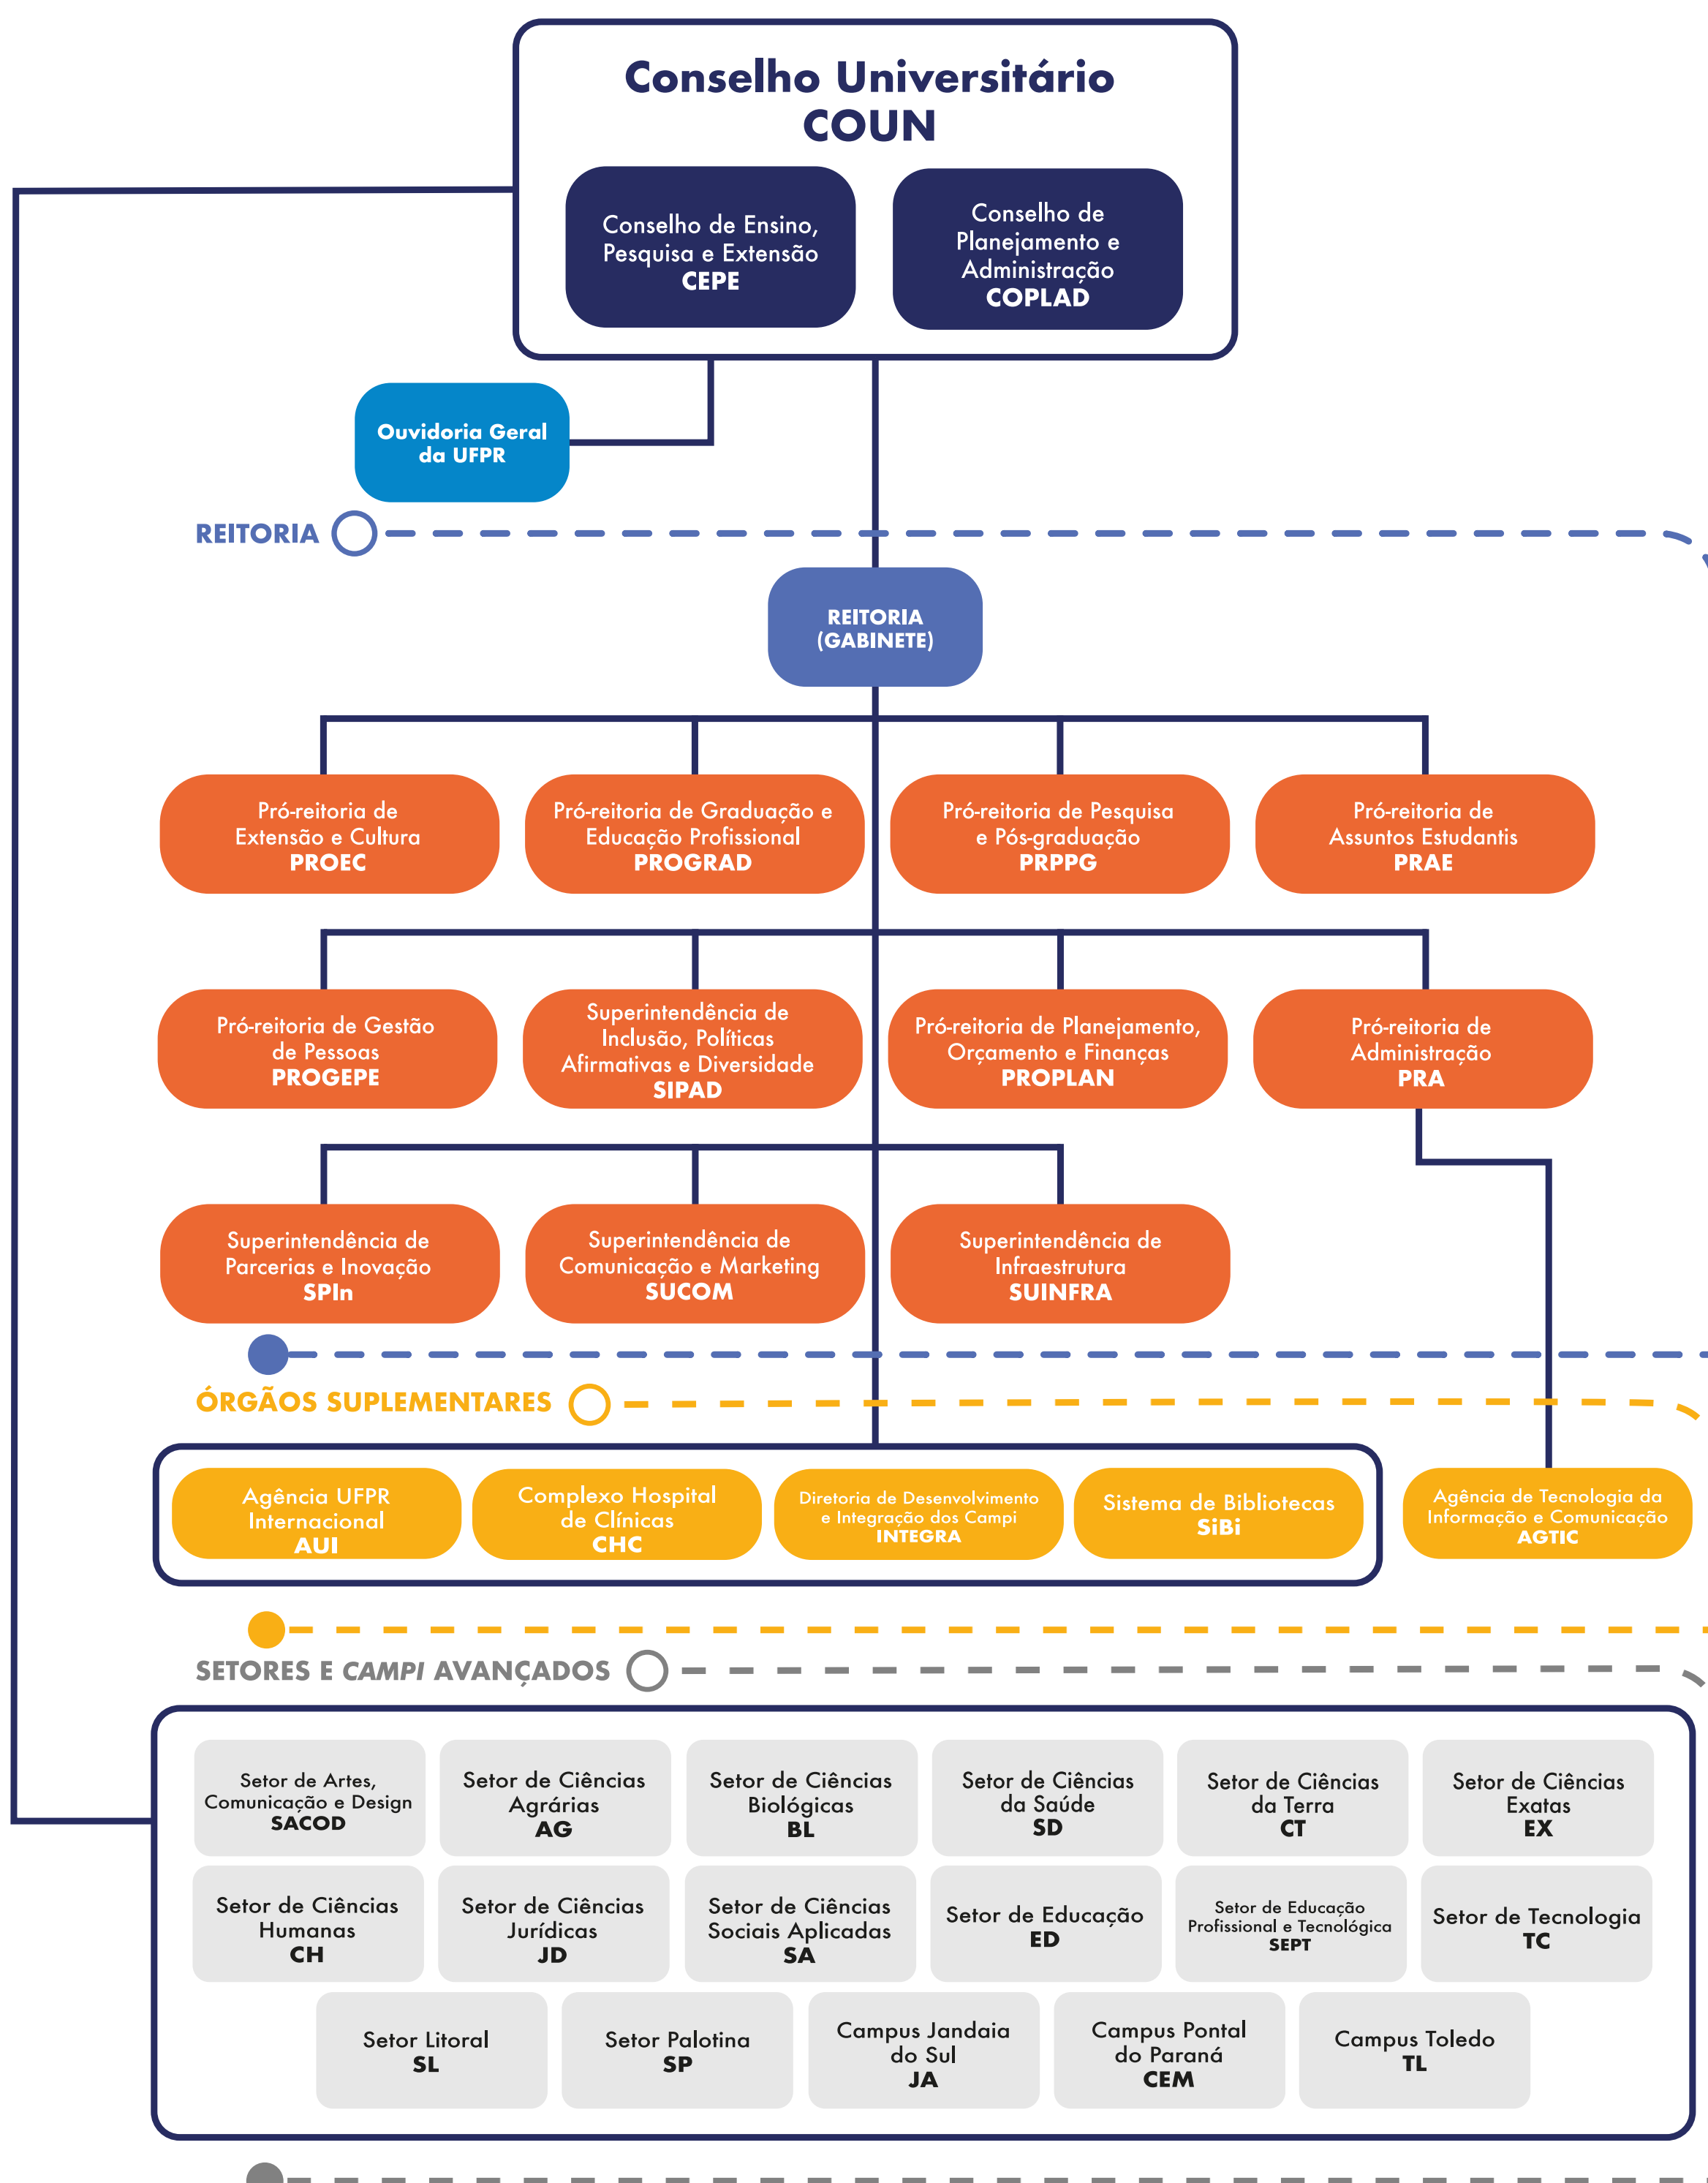 Conselho Universitário
COUN
Conselho de Ensino,
Pesquisa e Extensão
CEPE
Conselho de
Planejamento e
Administração
COPLAD
Ouvidoria Geral
da UFPR
REITORIA
REITORIA
(GABINETE)
Pró-reitoria de
Extensão e Cultura
PROEC
Pró-reitoria de Graduação e
Educação Profissional
PROGRAD
Pró-reitoria de Pesquisa
e Pós-graduação
PRPPG
Pró-reitoria de
Assuntos Estudantis
PRAE
Pró-reitoria de Gestão
de Pessoas
PROGEPE
Superintendência de
Inclusão, Políticas
Afirmativas e Diversidade
SIPAD
Pró-reitoria de Planejamento,
Orçamento e Finanças
PROPLAN
Pró-reitoria de
Administração
PRA
Superintendência de
Parcerias e Inovação
SPIn
Superintendência de
Comunicação e Marketing
SUCOM
Superintendência de
Infraestrutura
SUINFRA
ÓRGÃOS SUPLEMENTARES
Agência UFPR
Internacional
AUI
Complexo Hospital
de Clínicas
CHC
Diretoria de Desenvolvimento
e Integração dos Campi
INTEGRA
Sistema de Bibliotecas
SiBi
Agência de Tecnologia da
Informação e Comunicação
AGTIC
SETORES E CAMPI AVANÇADOS
Setor de Artes,
Comunicação e Design
SACOD
Setor de Ciências
Agrárias
AG
Setor de Ciências
Biológicas
BL
Setor de Ciências
da Saúde
SD
Setor de Ciências
da Terra
CT
Setor de Ciências
Exatas
EX
Setor de Ciências
Humanas
CH
Setor de Ciências
Jurídicas
JD
Setor de Ciências
Sociais Aplicadas
SA
Setor de Educação
ED
Setor de Educação
Profissional e Tecnológica
SEPT
Setor de Tecnologia
TC
Setor Litoral
SL
Setor Palotina
SP
Campus Jandaia
do Sul
JA
Campus Pontal
do Paraná
CEM
Campus Toledo
TL